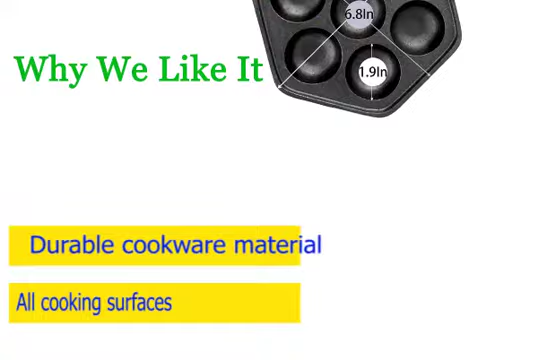 6.8In
Why We Like It
1.9In
Durable cookware material
All cooking surfaces